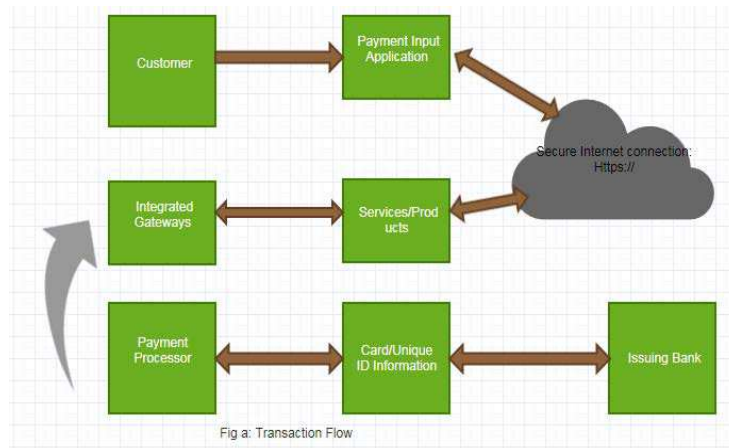 Customer
Payment Input
Application
Secure Internet connection:
Https://
Integrated
Gateways
Services/Prod
ucts
Payment
Processor
Card/Unique
ID Information
Issuing Bank
Fig a: Transaction Flow